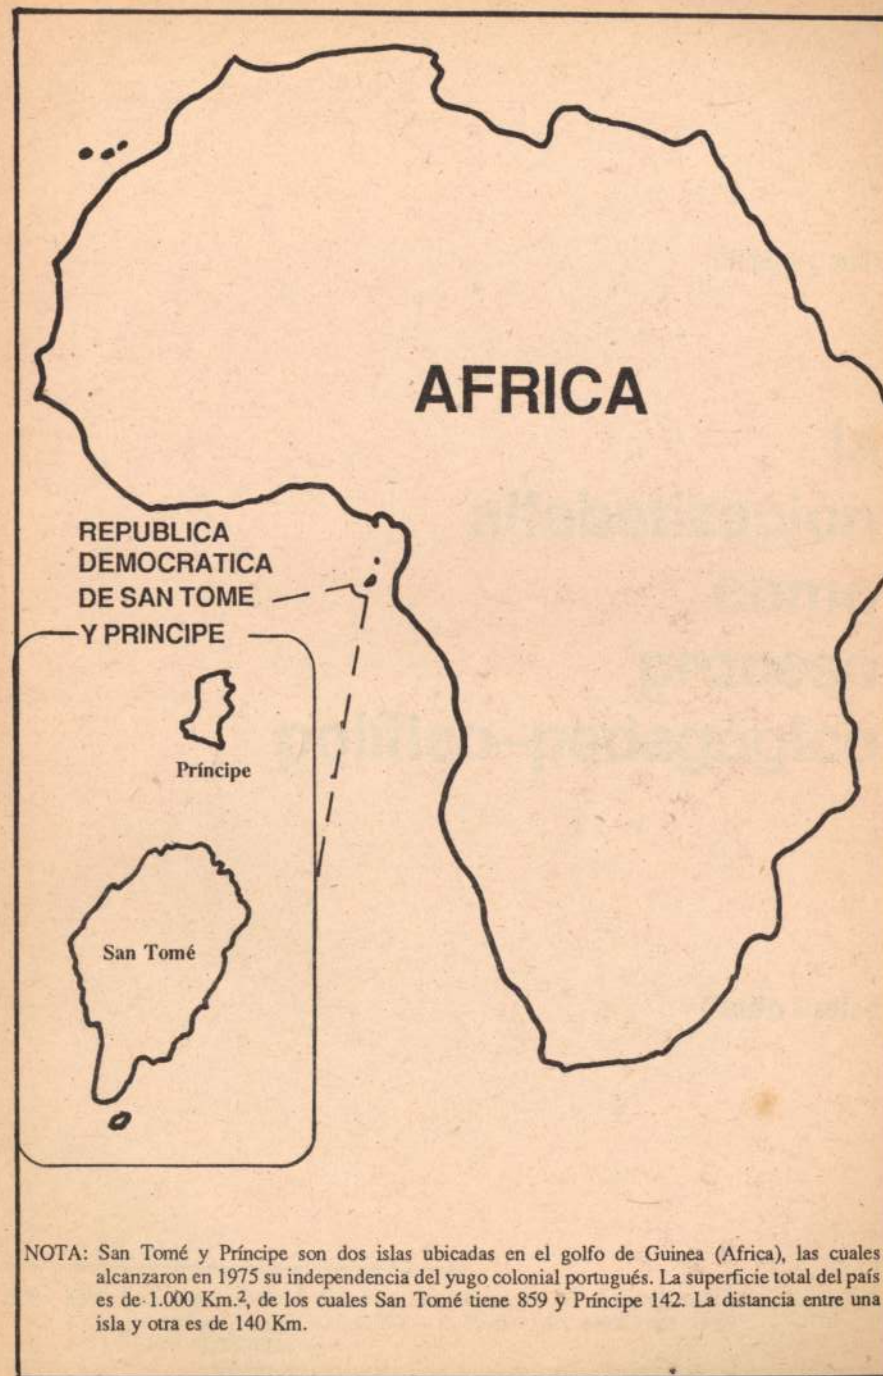 AFRICA
REPUBLICA
DEMOCRATICA
DE SAN TOME
Y PRINCIPE
Príncipe
San Tomé
NOTA: San Tomé y Príncipe son dos islas ubicadas en el golfo de Guinea (Africa), las cuales
alcanzaron en 1975 su independencia del yugo colonial portugués. La superficie total del país
es de 1.000 Km.², de los cuales San Tomé tiene 859 y Príncipe 142. La distancia entre una
isla y otra es de 140 Km.